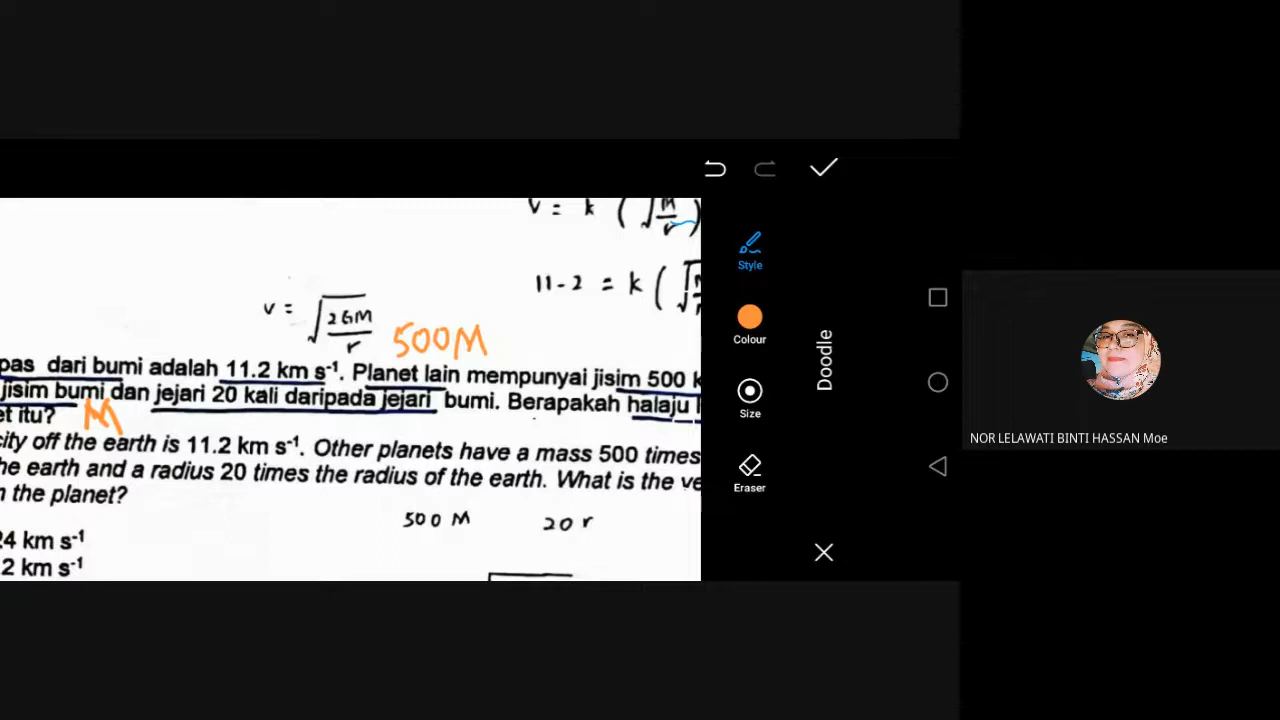 v = k ( √M/r )
11-2 = k ( √
v = √2GM/r
500M
pas dari bumi adalah 11.2 km s⁻¹. Planet lain mempunyai jisim 500 k
jisim bumi dan jejari 20 kali daripada jejari bumi. Berapakah halaju l
et itu?
M
city off the earth is 11.2 km s⁻¹. Other planets have a mass 500 times
he earth and a radius 20 times the radius of the earth. What is the ve
n the planet?
500 M 20 r
24 km s⁻¹
2 km s⁻¹
Style
Colour
Size
Eraser
Doodle
NOR LELAWATI BINTI HASSAN Moe